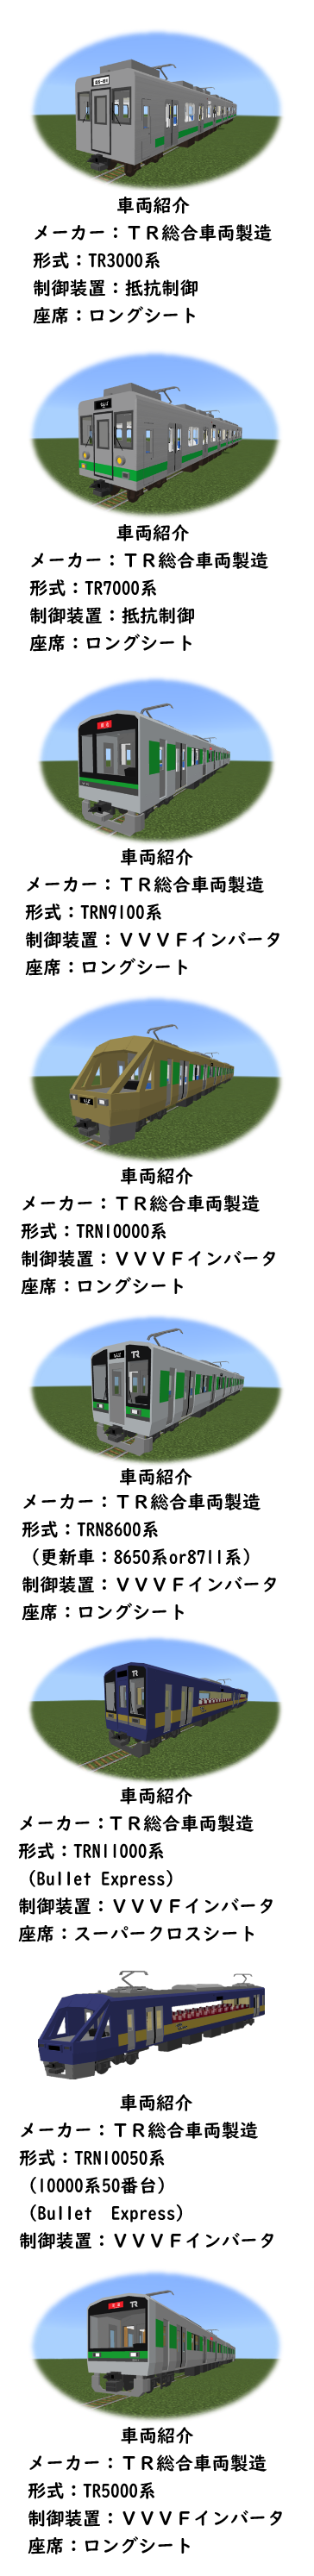 車両紹介
メーカー：ＴＲ総合車両製造
形式：TR3000系
制御装置：抵抗制御
座席：ロングシート
車両紹介
メーカー：ＴＲ総合車両製造
形式：TR7000系
制御装置：抵抗制御
座席：ロングシート
車両紹介
メーカー：ＴＲ総合車両製造
形式：TRN9100系
制御装置：ＶＶＶＦインバータ
座席：ロングシート
車両紹介
メーカー：ＴＲ総合車両製造
形式：TRN10000系
制御装置：ＶＶＶＦインバータ
座席：ロングシート
TR
車両紹介
メーカー：ＴＲ総合車両製造
形式：TRN8600系
（更新車：8650系or8711系）
制御装置：ＶＶＶＦインバータ
座席：ロングシート
TR
車両紹介
メーカー：ＴＲ総合車両製造
形式：TRN11000系
（Bullet Express）
制御装置：ＶＶＶＦインバータ
座席：スーパークロスシート
車両紹介
メーカー：ＴＲ総合車両製造
形式：TRN10050系
（10000系50番台）
（Bullet　Express）
制御装置：ＶＶＶＦインバータ
TR
車両紹介
メーカー：ＴＲ総合車両製造
形式：TR5000系
制御装置：ＶＶＶＦインバータ
座席：ロングシート